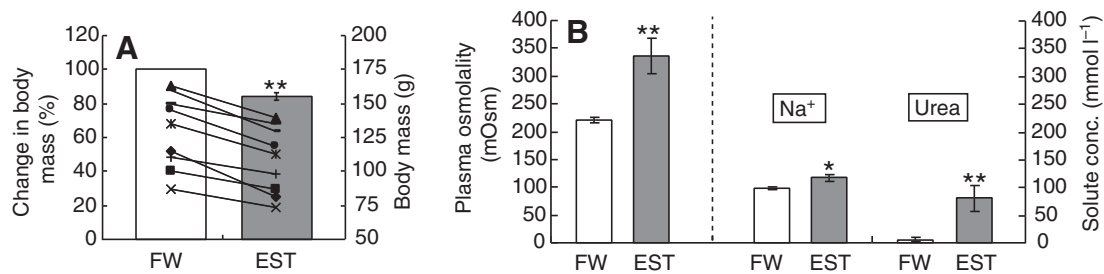 A
Change in body
mass (%)
120
100
80
60
40
20
0
**
FW
EST
200
175
150
125
100
75
50
Body mass (g)
B
Plasma osmolality
(mOsm)
400
350
300
250
200
150
100
50
0
**
Na⁺
*
Urea
**
FW
EST
FW
EST
FW
EST
400
350
300
250
200
150
100
50
0
Solute conc. (mmol l⁻¹)